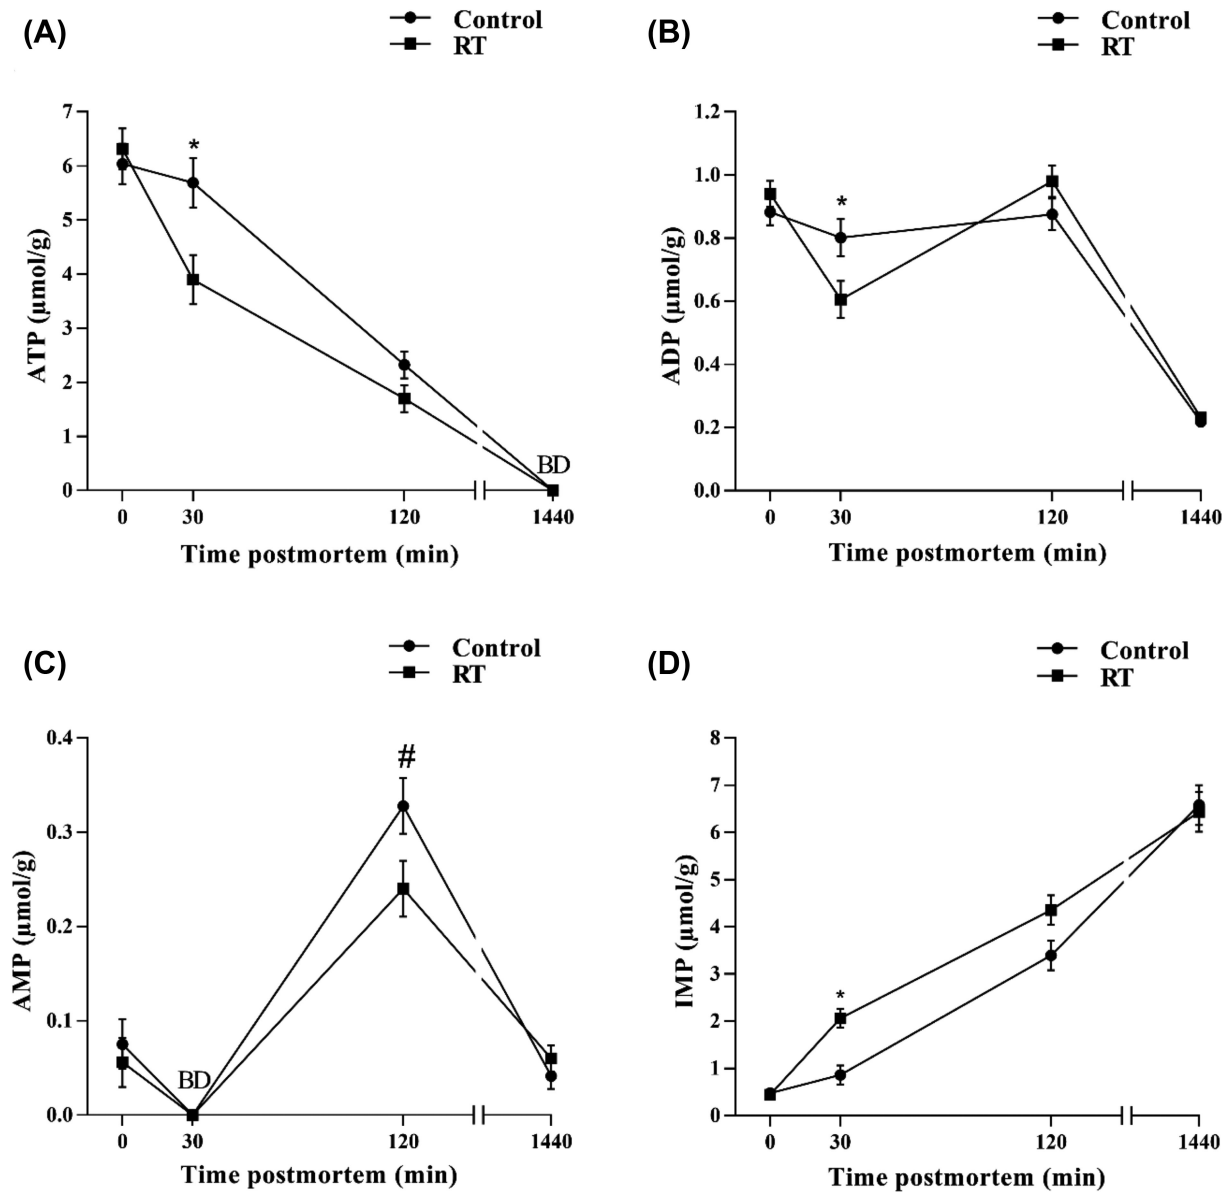 (A)
Control
RT
7
*
6
5
4
3
2
1
BD
0
ATP (µmol/g)
0 30 120 1440
Time postmortem (min)
(B)
Control
RT
1.2
1.0
*
0.8
0.6
0.4
0.2
0.0
ADP (µmol/g)
0 30 120 1440
Time postmortem (min)
(C)
Control
RT
0.4
#
0.3
0.2
0.1
BD
0.0
AMP (µmol/g)
0 30 120 1440
Time postmortem (min)
(D)
Control
RT
8
7
6
5
4
3
*
2
1
0
IMP (µmol/g)
0 30 120 1440
Time postmortem (min)